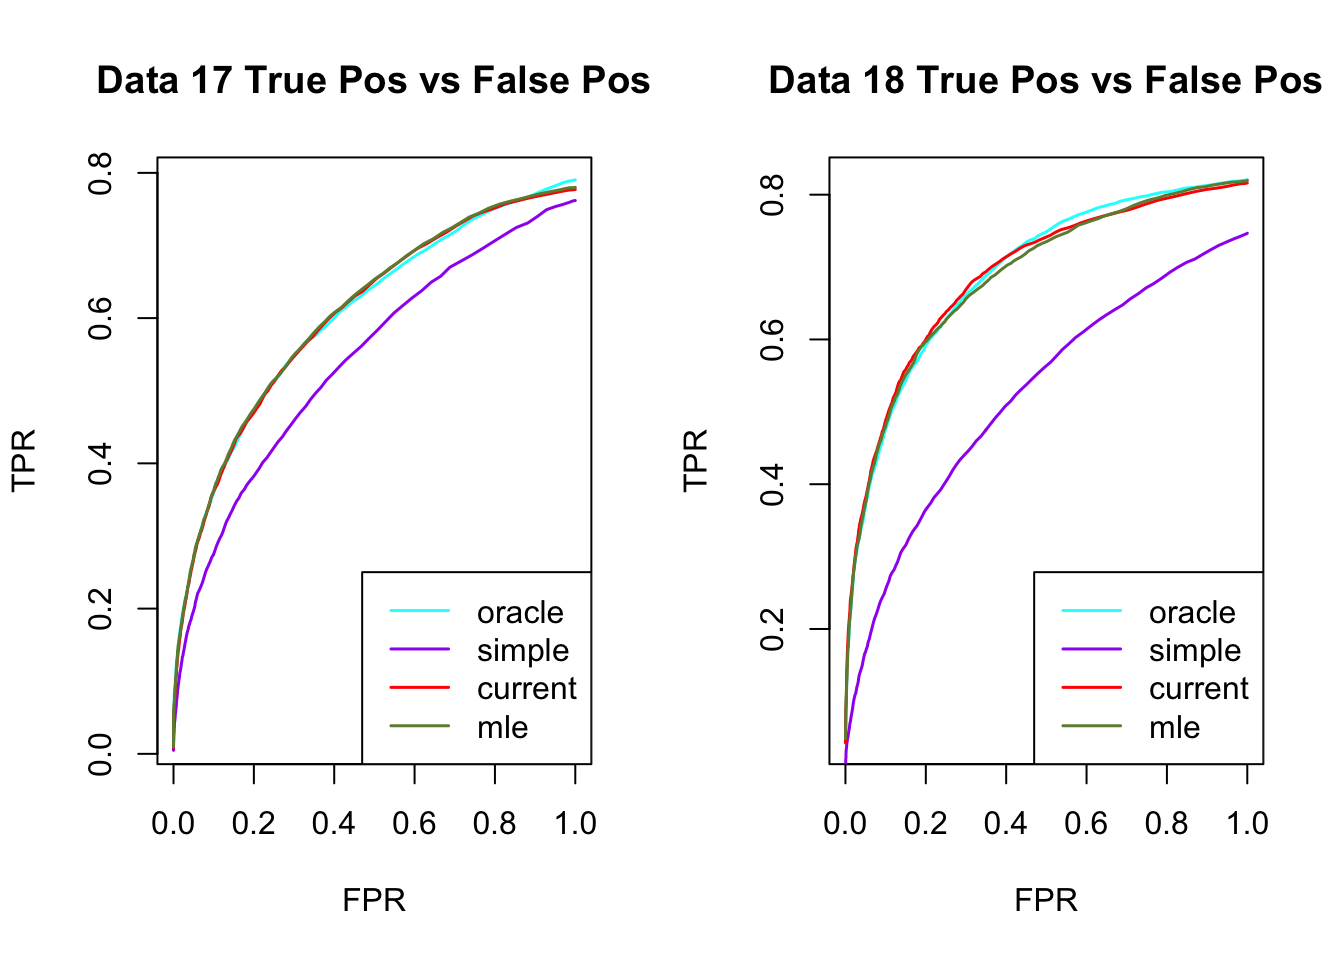 Data 17 True Pos vs False Pos
TPR
0.8
0.6
0.4
0.2
0.0
oracle
simple
current
mle
0.0 0.2 0.4 0.6 0.8 1.0
FPR
Data 18 True Pos vs False Pos
TPR
0.8
0.6
0.4
0.2
oracle
simple
current
mle
0.0 0.2 0.4 0.6 0.8 1.0
FPR